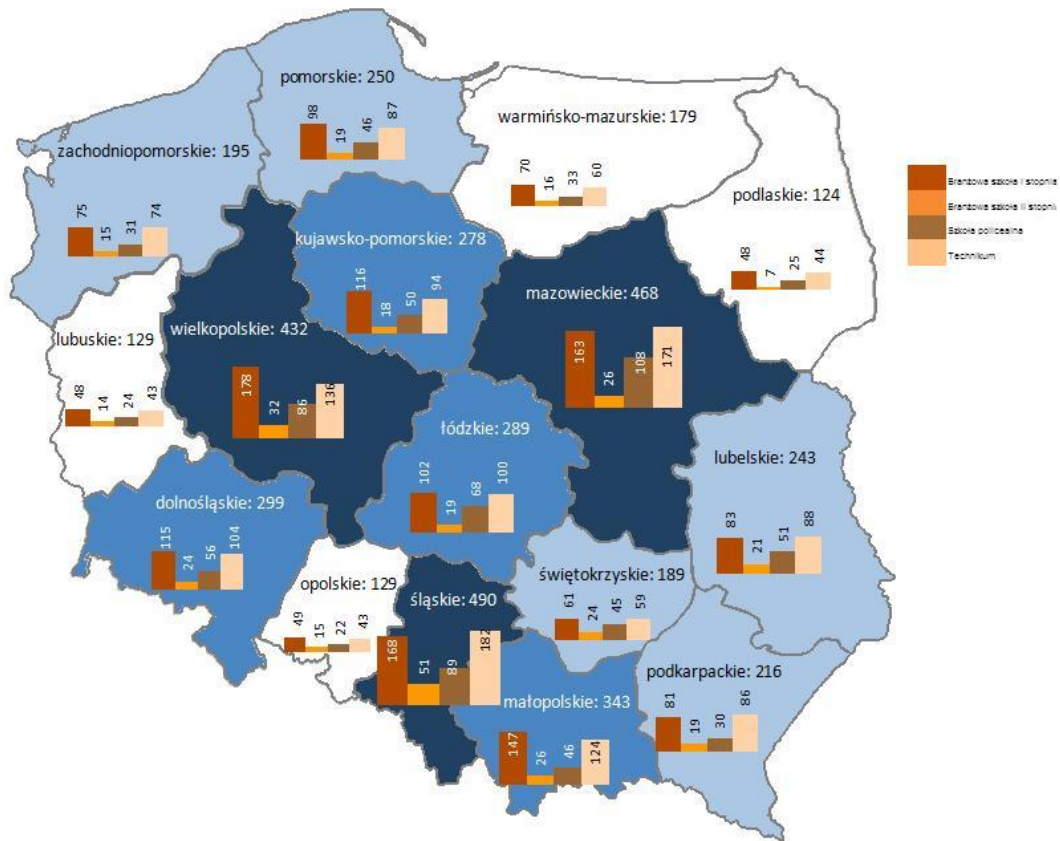 pomorskie: 250
98 19 46 87
warmińsko-mazurskie: 179
70 16 33 60
zachodniopomorskie: 195
75 15 31 74
podlaskie: 124
48 7 25 44
Branżowa szkoła I stopnia
Branżowa szkoła II stopni
Szkoła policealna
Technikum
kujawsko-pomorskie: 278
116 18 50 94
mazowieckie: 468
163 26 108 171
wielkopolskie: 432
178 32 86 136
lubuskie: 129
48 14 24 43
łódzkie: 289
102 19 68 100
lubelskie: 243
83 21 51 88
dolnośląskie: 299
115 24 56 104
opolskie: 129
49 15 22 43
śląskie: 490
168 51 89 182
świętokrzyskie: 189
61 24 45 59
podkarpackie: 216
81 19 30 86
małopolskie: 343
147 26 46 124